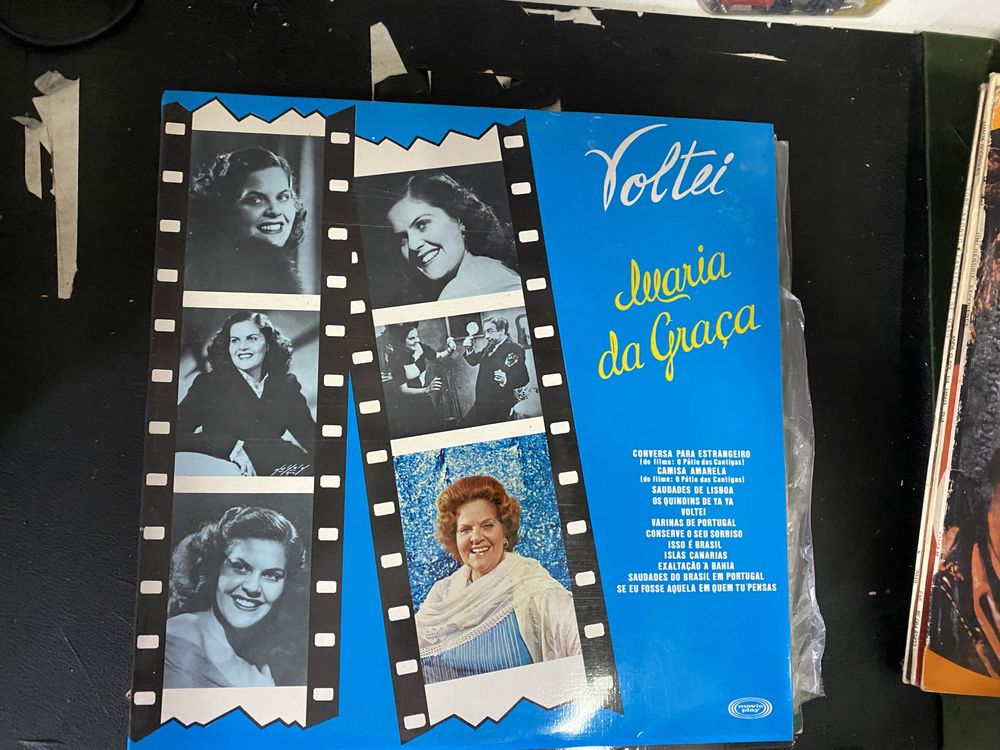 Voltei
Maria
da Graça
CONVERSA PARA ESTRANGEIRO
(do filme: O Pátio das Cantigas)
CAMISA AMARELA
(do filme: O Pátio das Cantigas)
SAUDADES DE LISBOA
OS QUINDINS DE YA YA
VOLTEI
VARINAS DE PORTUGAL
CONSERVE O SEU SORRISO
ISSO É BRASIL
ISLAS CANARIAS
EXALTAÇÃO À BAHIA
SAUDADES DO BRASIL EM PORTUGAL
SE EU FOSSE AQUELA EM QUEM TU PENSAS
movie
play